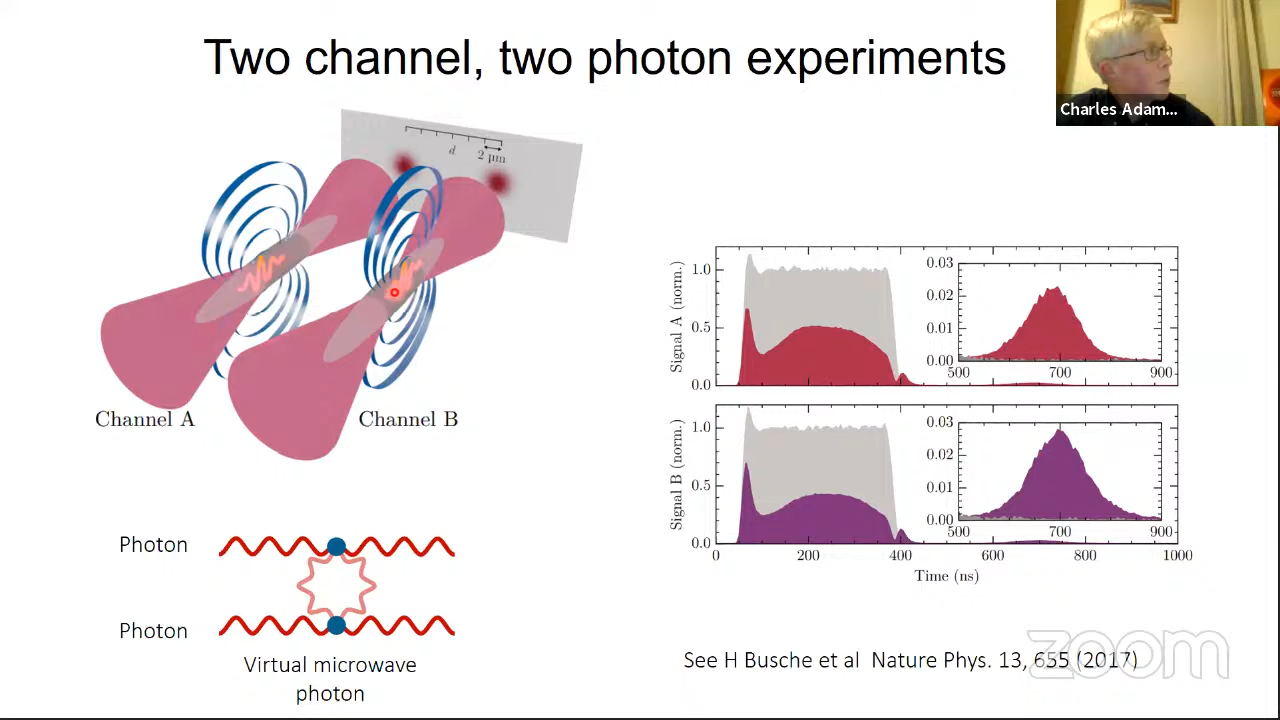 Two channel, two photon experiments
Charles Adam...
d
2 μm
Channel A
Channel B
Photon
Photon
Virtual microwave
photon
Signal A (norm.)
1.0
0.5
0.0
0.03
0.02
0.01
0.00
500
700
900
Signal B (norm.)
1.0
0.5
0.0
0.03
0.02
0.01
0.00
500
700
900
0
200
400
600
800
1000
Time (ns)
See H Busche et al Nature Phys. 13, 655 (2017)
zoom